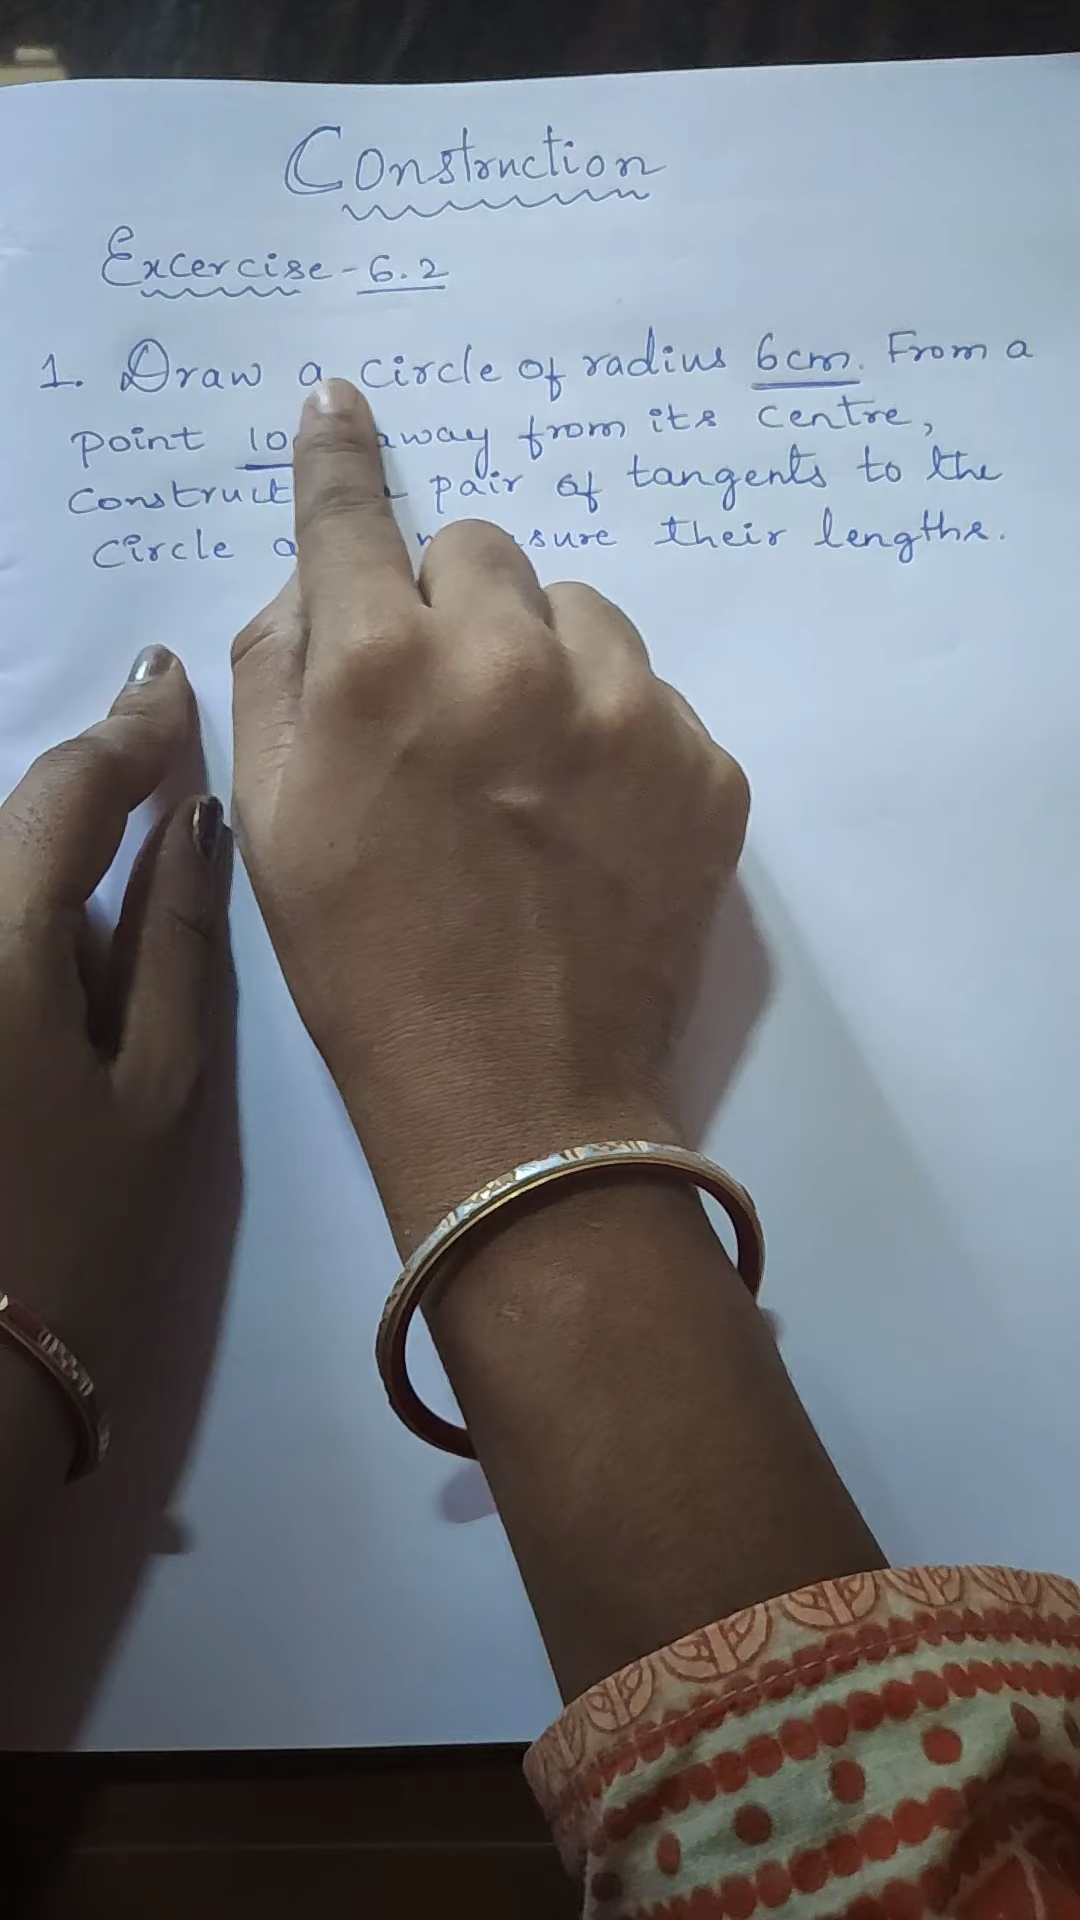 Construction
Excercise-6.2
1. Draw a circle of radius 6cm. From a
point 10 away from its centre,
Construct pair of tangents to the
circle their lengths.